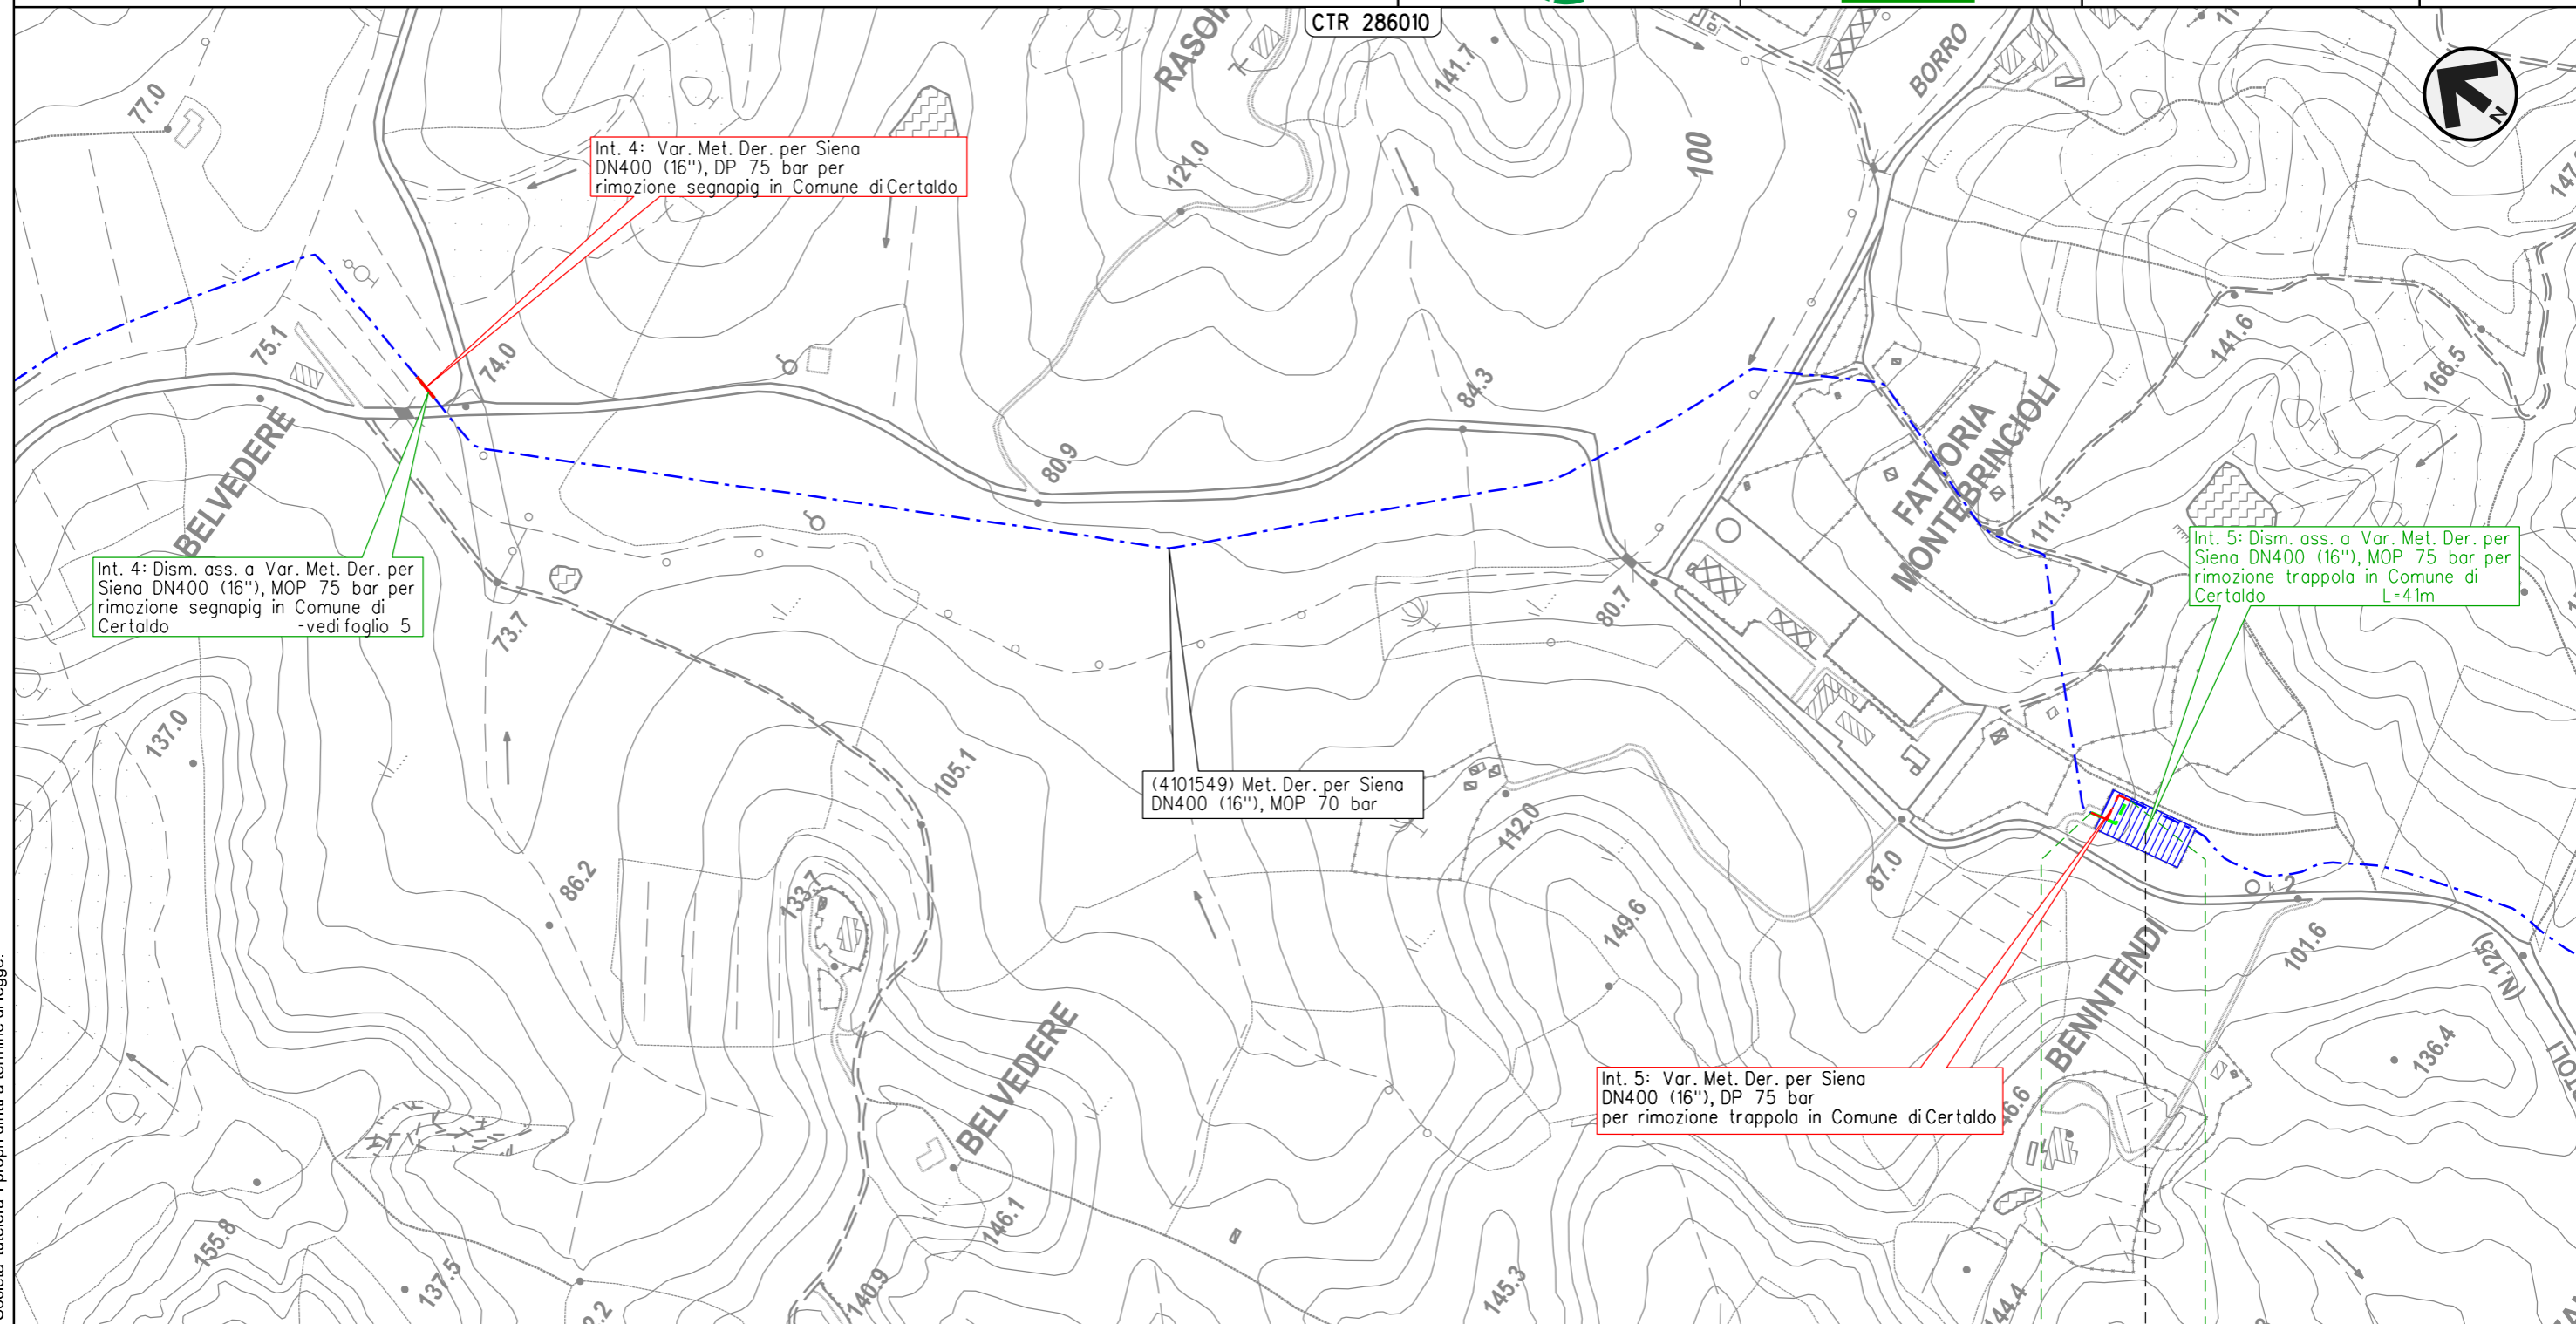 CTR 286010
BORRO
N
77.0
141.7
121.0
100
Int. 4: Var. Met. Der. per Siena
DN400 (16"), DP 75 bar per
rimozione segnapig in Comune di Certaldo
75.1
74.0
84.3
80.9
141.6
166.5
BELVEDERE
FATTORIA
MONTEBRINCIOLI
111.3
Int. 4: Dism. ass. a Var. Met. Der. per
Siena DN400 (16"), MOP 75 bar per
rimozione segnapig in Comune di
Certaldo -vedi foglio 5
Int. 5: Dism. ass. a Var. Met. Der. per
Siena DN400 (16"), MOP 75 bar per
rimozione trappola in Comune di
Certaldo L=41m
73.7
80.7
137.0
105.1
(4101549) Met. Der. per Siena
DN400 (16"), MOP 70 bar
112.0
87.0
86.2
133.7
149.6
k 2
101.6
(N.125)
BENINTENDI
136.4
BELVEDERE
Int. 5: Var. Met. Der. per Siena
DN400 (16"), DP 75 bar
per rimozione trappola in Comune di Certaldo
146.1
155.8
137.5
140.9
145.3